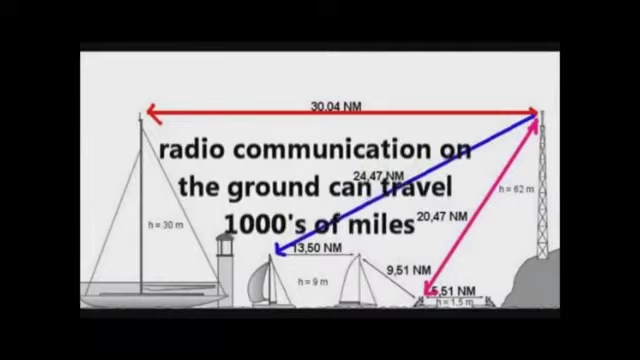 30.04 NM
radio communication on
24,47 NM
the ground can travel
h = 62 m
1000's of miles
20,47 NM
h = 30 m
13,50 NM
9,51 NM
h = 9 m
5,51 NM
h = 1,5 m